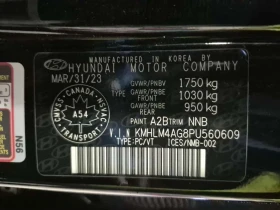 MANUFACTURED IN KOREA BY
HYUNDAI MOTOR COMPANY
MAR/31/23
GVWR/PNBV 1750 kg
GAWR/PNBE FRONT 1030 kg
GAWR/PNBE REAR 950 kg
PAINT A2B TRIM NNB
V.I.N KMHLM4AG8PU560609
TYPE:PC/VT ICES/NMB-002
CMVSS • CANADA • NSVAC
A54
TRANSPORT
N56